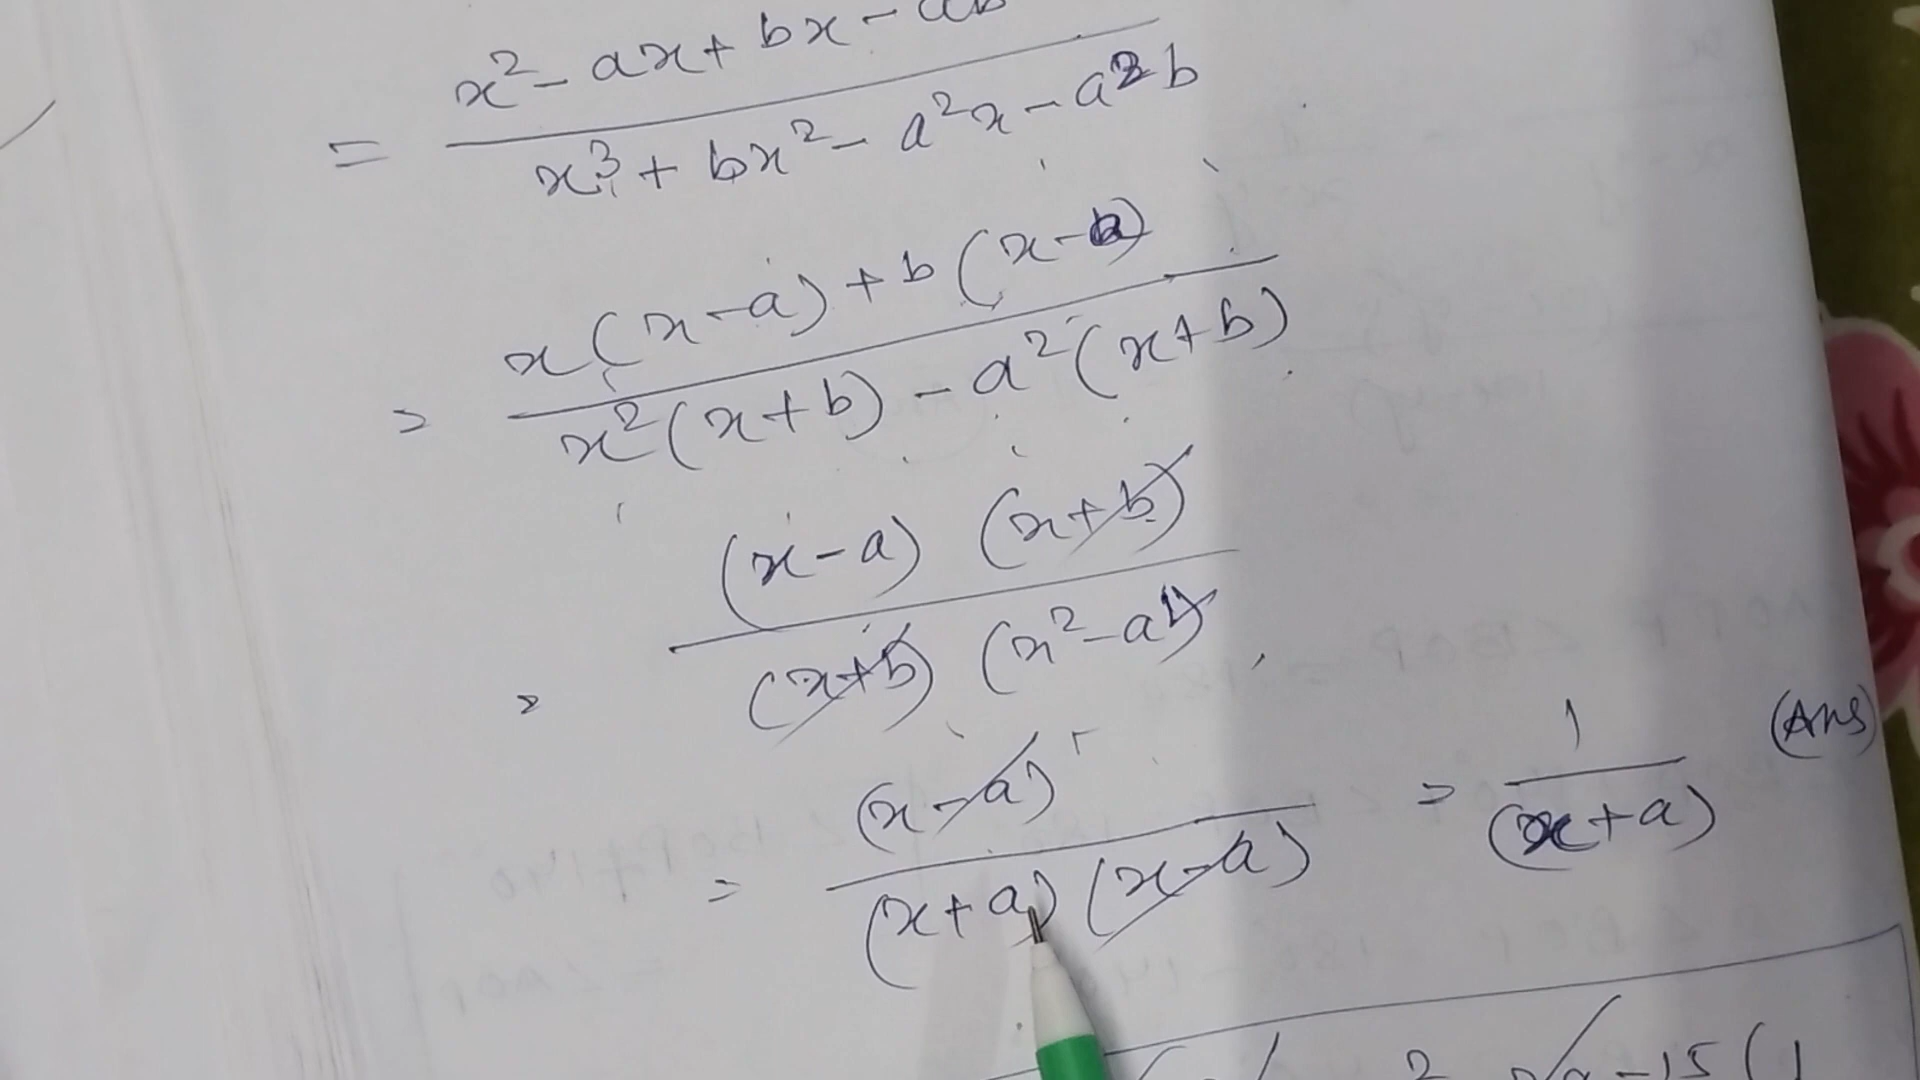 x² - ax + bx - ab
= x³ + bx² - a²x - a²b
x(x-a) + b(x-a)
= x²(x+b) - a²(x+b)
(x-a) (x+b)
= (x+b) (x²-a²)
(x-a) 1
= (x+a) (x-a) = (x+a) (Ans)